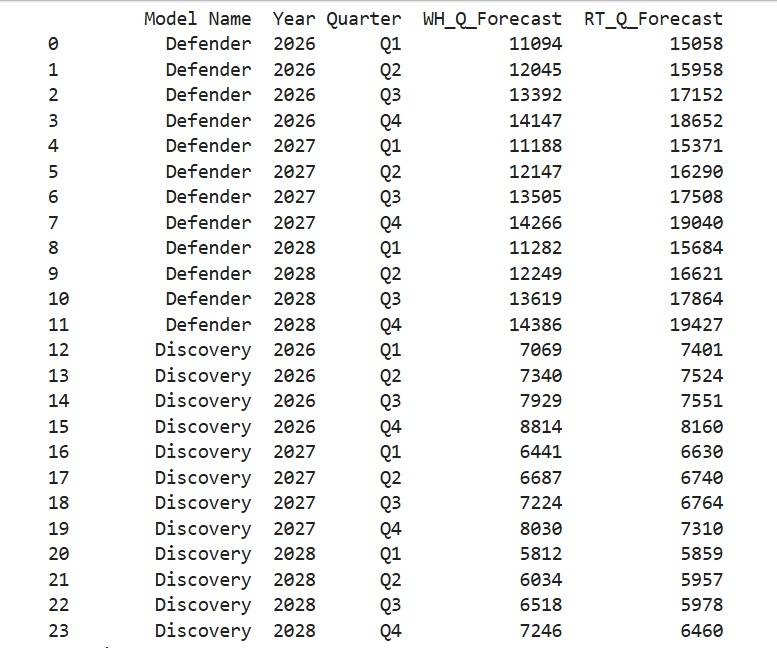 Model Name Year Quarter WH_Q_Forecast RT_Q_Forecast
0 Defender 2026 Q1 11094 15058
1 Defender 2026 Q2 12045 15958
2 Defender 2026 Q3 13392 17152
3 Defender 2026 Q4 14147 18652
4 Defender 2027 Q1 11188 15371
5 Defender 2027 Q2 12147 16290
6 Defender 2027 Q3 13505 17508
7 Defender 2027 Q4 14266 19040
8 Defender 2028 Q1 11282 15684
9 Defender 2028 Q2 12249 16621
10 Defender 2028 Q3 13619 17864
11 Defender 2028 Q4 14386 19427
12 Discovery 2026 Q1 7069 7401
13 Discovery 2026 Q2 7340 7524
14 Discovery 2026 Q3 7929 7551
15 Discovery 2026 Q4 8814 8160
16 Discovery 2027 Q1 6441 6630
17 Discovery 2027 Q2 6687 6740
18 Discovery 2027 Q3 7224 6764
19 Discovery 2027 Q4 8030 7310
20 Discovery 2028 Q1 5812 5859
21 Discovery 2028 Q2 6034 5957
22 Discovery 2028 Q3 6518 5978
23 Discovery 2028 Q4 7246 6460